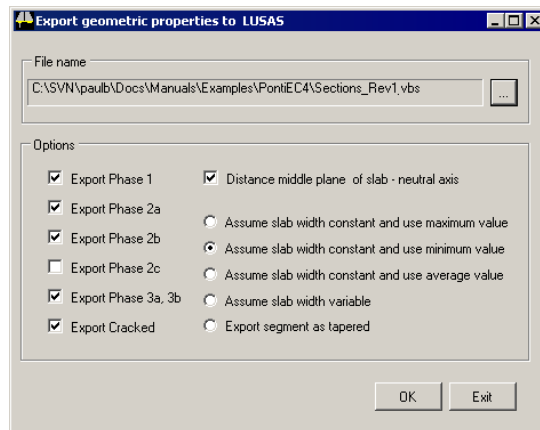 Export geometric properties to LUSAS
File name
C:\SVN\paulb\Docs\Manuals\Examples\PontiEC4\Sections_Rev1.vbs
...
Options
Export Phase 1
Distance middle plane of slab - neutral axis
Export Phase 2a
Assume slab width constant and use maximum value
Export Phase 2b
Assume slab width constant and use minimum value
Export Phase 2c
Assume slab width constant and use average value
Export Phase 3a, 3b
Assume slab width variable
Export Cracked
Export segment as tapered
OK
Exit